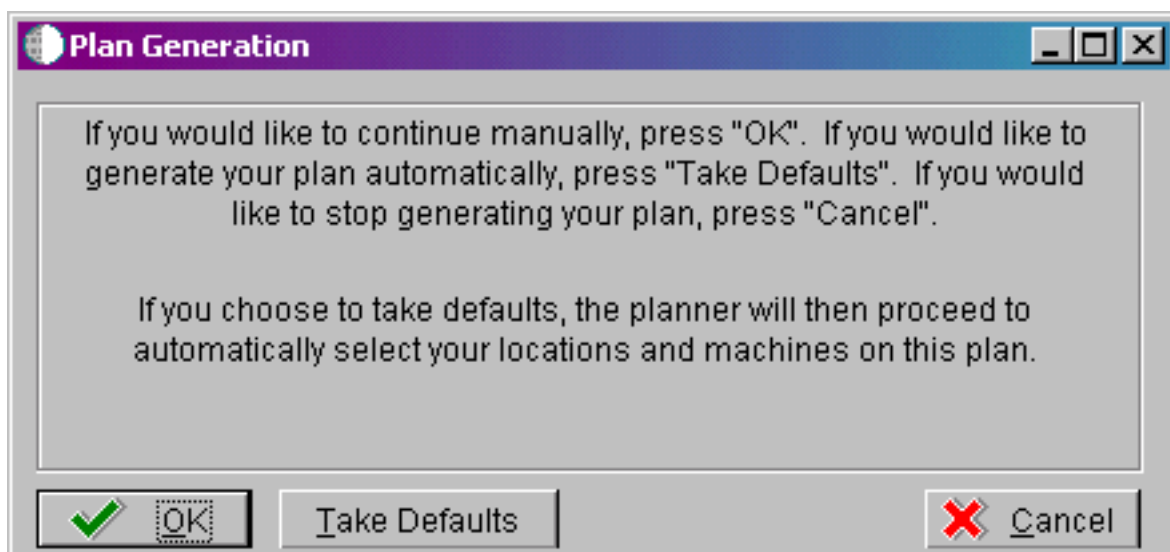 Plan Generation
If you would like to continue manually, press "OK". If you would like to
generate your plan automatically, press "Take Defaults". If you would
like to stop generating your plan, press "Cancel".
If you choose to take defaults, the planner will then proceed to
automatically select your locations and machines on this plan.
OK Take Defaults Cancel